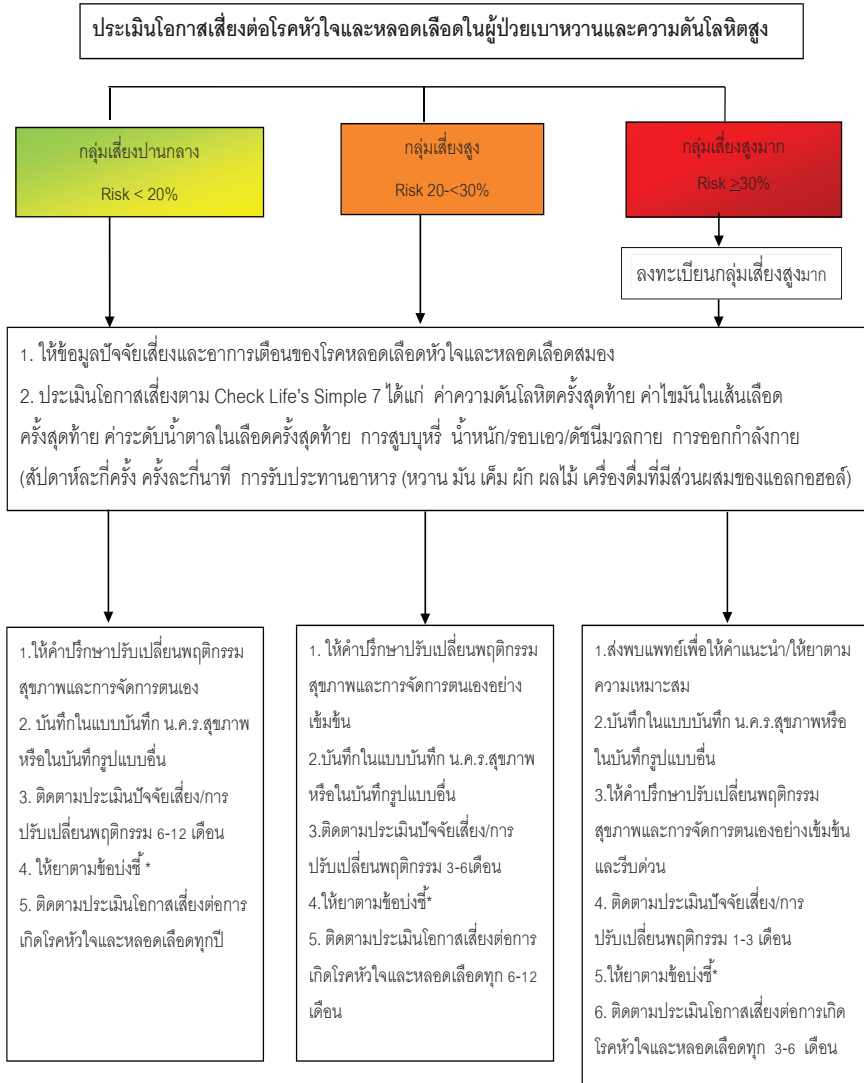 ประเมินโอกาสเสี่ยงต่อโรคหัวใจและหลอดเลือดในผู้ป่วยเบาหวานและความดันโลหิตสูง
กลุ่มเสี่ยงปานกลาง
Risk < 20%
กลุ่มเสี่ยงสูง
Risk 20-<30%
กลุ่มเสี่ยงสูงมาก
Risk ≥30%
ลงทะเบียนกลุ่มเสี่ยงสูงมาก
1. ให้ข้อมูลปัจจัยเสี่ยงและอาการเตือนของโรคหลอดเลือดหัวใจและหลอดเลือดสมอง
2. ประเมินโอกาสเสี่ยงตาม Check Life's Simple 7 ได้แก่ ค่าความดันโลหิตครั้งสุดท้าย ค่าไขมันในเส้นเลือด
ครั้งสุดท้าย ค่าระดับน้ำตาลในเลือดครั้งสุดท้าย การสูบบุหรี่ น้ำหนัก/รอบเอว/ดัชนีมวลกาย การออกกำลังกาย
(สัปดาห์ละกี่ครั้ง ครั้งละกี่นาที การรับประทานอาหาร (หวาน มัน เค็ม ผัก ผลไม้ เครื่องดื่มที่มีส่วนผสมของแอลกอฮอล์)
1.ให้คำปรึกษาปรับเปลี่ยนพฤติกรรม
สุขภาพและการจัดการตนเอง
2. บันทึกในแบบบันทึก น.ค.ร.สุขภาพ
หรือในบันทึกรูปแบบอื่น
3. ติดตามประเมินปัจจัยเสี่ยง/การ
ปรับเปลี่ยนพฤติกรรม 6-12 เดือน
4. ให้ยาตามข้อบ่งชี้ *
5. ติดตามประเมินโอกาสเสี่ยงต่อการ
เกิดโรคหัวใจและหลอดเลือดทุกปี
1. ให้คำปรึกษาปรับเปลี่ยนพฤติกรรม
สุขภาพและการจัดการตนเองอย่าง
เข้มข้น
2.บันทึกในแบบบันทึก น.ค.ร.สุขภาพ
หรือในบันทึกรูปแบบอื่น
3.ติดตามประเมินปัจจัยเสี่ยง/การ
ปรับเปลี่ยนพฤติกรรม 3-6เดือน
4.ให้ยาตามข้อบ่งชี้*
5. ติดตามประเมินโอกาสเสี่ยงต่อการ
เกิดโรคหัวใจและหลอดเลือดทุก 6-12
เดือน
1.ส่งพบแพทย์เพื่อให้คำแนะนำ/ให้ยาตาม
ความเหมาะสม
2.บันทึกในแบบบันทึก น.ค.ร.สุขภาพหรือ
ในบันทึกรูปแบบอื่น
3.ให้คำปรึกษาปรับเปลี่ยนพฤติกรรม
สุขภาพและการจัดการตนเองอย่างเข้มข้น
และรีบด่วน
4. ติดตามประเมินปัจจัยเสี่ยง/การ
ปรับเปลี่ยนพฤติกรรม 1-3 เดือน
5.ให้ยาตามข้อบ่งชี้*
6. ติดตามประเมินโอกาสเสี่ยงต่อการเกิด
โรคหัวใจและหลอดเลือดทุก 3-6 เดือน